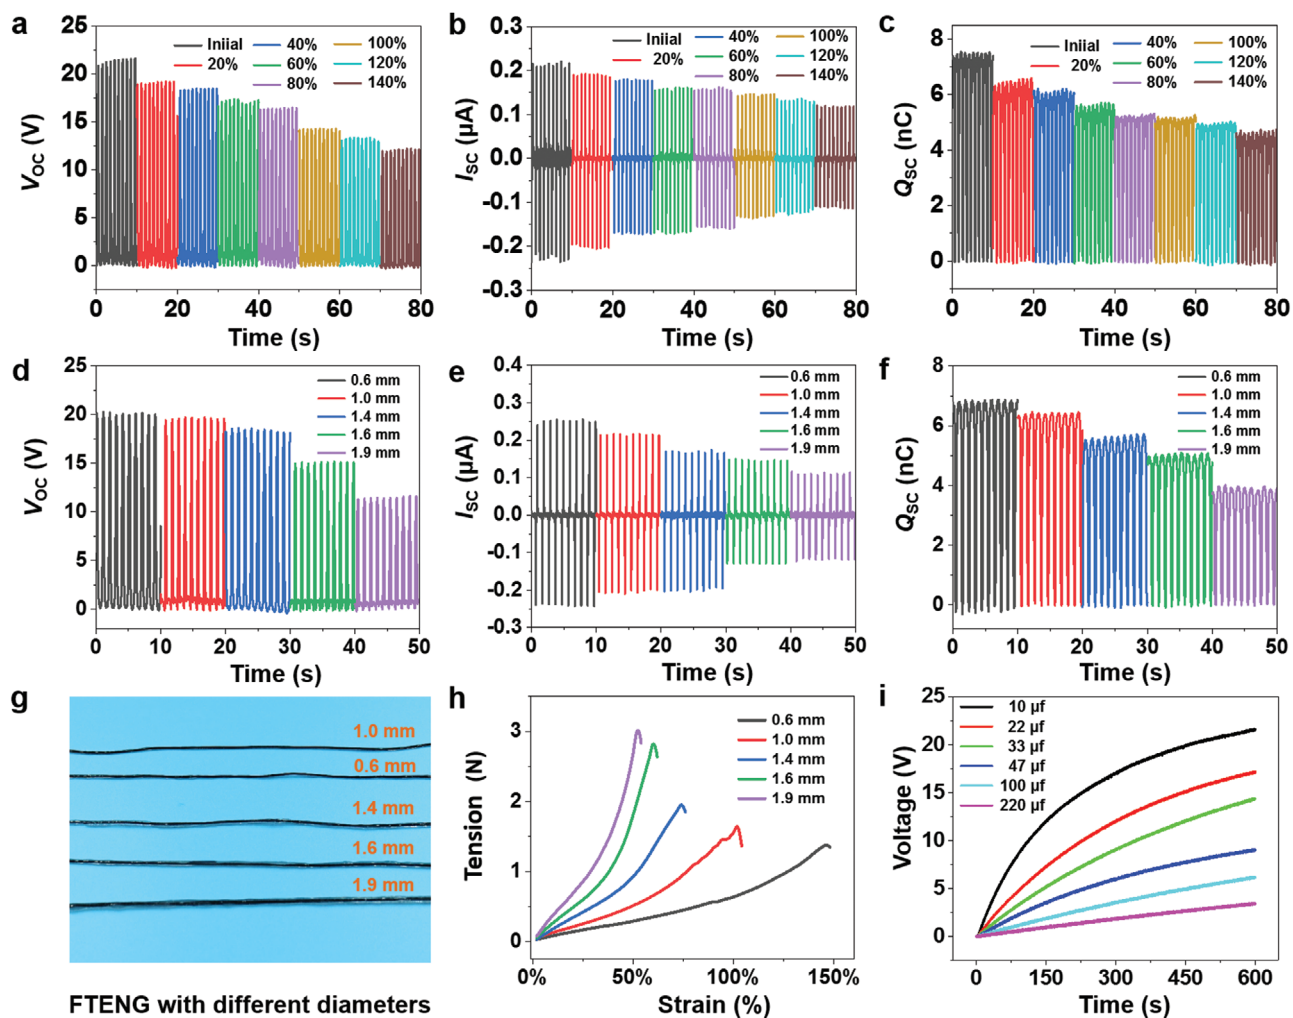 a
25
20
15
10
5
0
V_OC (V)
Iniial
20%
40%
60%
80%
100%
120%
140%
0
20
40
60
80
Time (s)
b
0.3
0.2
0.1
0.0
-0.1
-0.2
-0.3
I_SC (μA)
Iniial
20%
40%
60%
80%
100%
120%
140%
0
20
40
60
80
Time (s)
c
8
6
4
2
0
Q_SC (nC)
Iniial
20%
40%
60%
80%
100%
120%
140%
0
20
40
60
80
Time (s)
d
25
20
15
10
5
0
V_OC (V)
0.6 mm
1.0 mm
1.4 mm
1.6 mm
1.9 mm
0
10
20
30
40
50
Time (s)
e
0.4
0.3
0.2
0.1
0.0
-0.1
-0.2
-0.3
I_SC (μA)
0.6 mm
1.0 mm
1.4 mm
1.6 mm
1.9 mm
0
10
20
30
40
50
Time (s)
f
8
6
4
2
0
Q_SC (nC)
0.6 mm
1.0 mm
1.4 mm
1.6 mm
1.9 mm
0
10
20
30
40
50
Time (s)
g
1.0 mm
0.6 mm
1.4 mm
1.6 mm
1.9 mm
FTENG with different diameters
h
3
2
1
0
Tension (N)
0.6 mm
1.0 mm
1.4 mm
1.6 mm
1.9 mm
0%
50%
100%
150%
Strain (%)
i
25
20
15
10
5
0
Voltage (V)
10 μf
22 μf
33 μf
47 μf
100 μf
220 μf
0
150
300
450
600
Time (s)